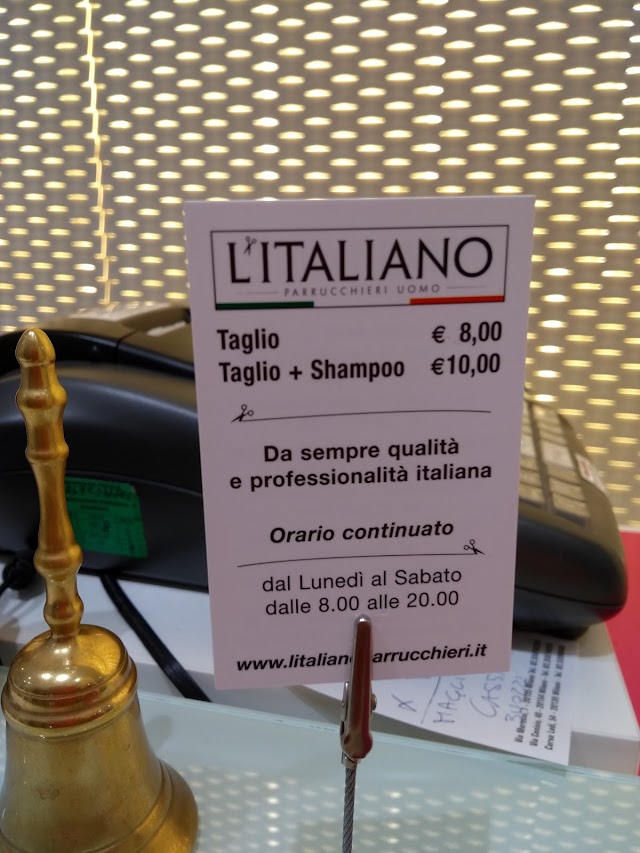 L'ITALIANO
PARRUCCHIERI UOMO
Taglio € 8,00
Taglio + Shampoo €10,00
Da sempre qualità
e professionalità italiana
Orario continuato
dal Lunedì al Sabato
dalle 8.00 alle 20.00